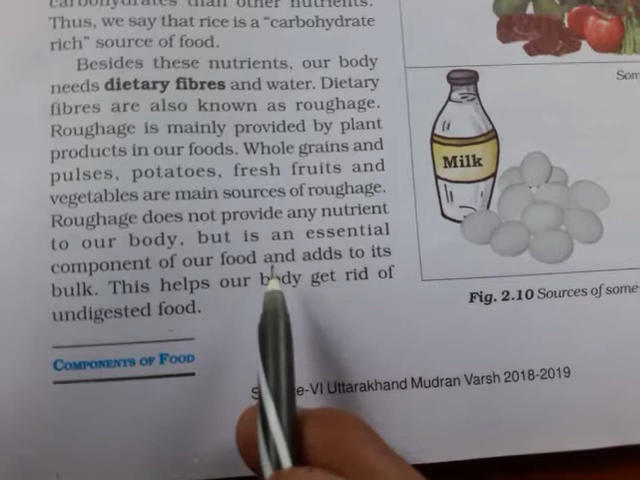 carbohydrates than other nutrients.
Thus, we say that rice is a “carbohydrate
rich” source of food.
Besides these nutrients, our body
needs dietary fibres and water. Dietary
fibres are also known as roughage.
Roughage is mainly provided by plant
products in our foods. Whole grains and
pulses, potatoes, fresh fruits and
vegetables are main sources of roughage.
Roughage does not provide any nutrient
to our body, but is an essential
component of our food and adds to its
bulk. This helps our body get rid of
undigested food.
COMPONENTS OF FOOD
Som
Milk
Fig. 2.10 Sources of some
e-VI Uttarakhand Mudran Varsh 2018-2019